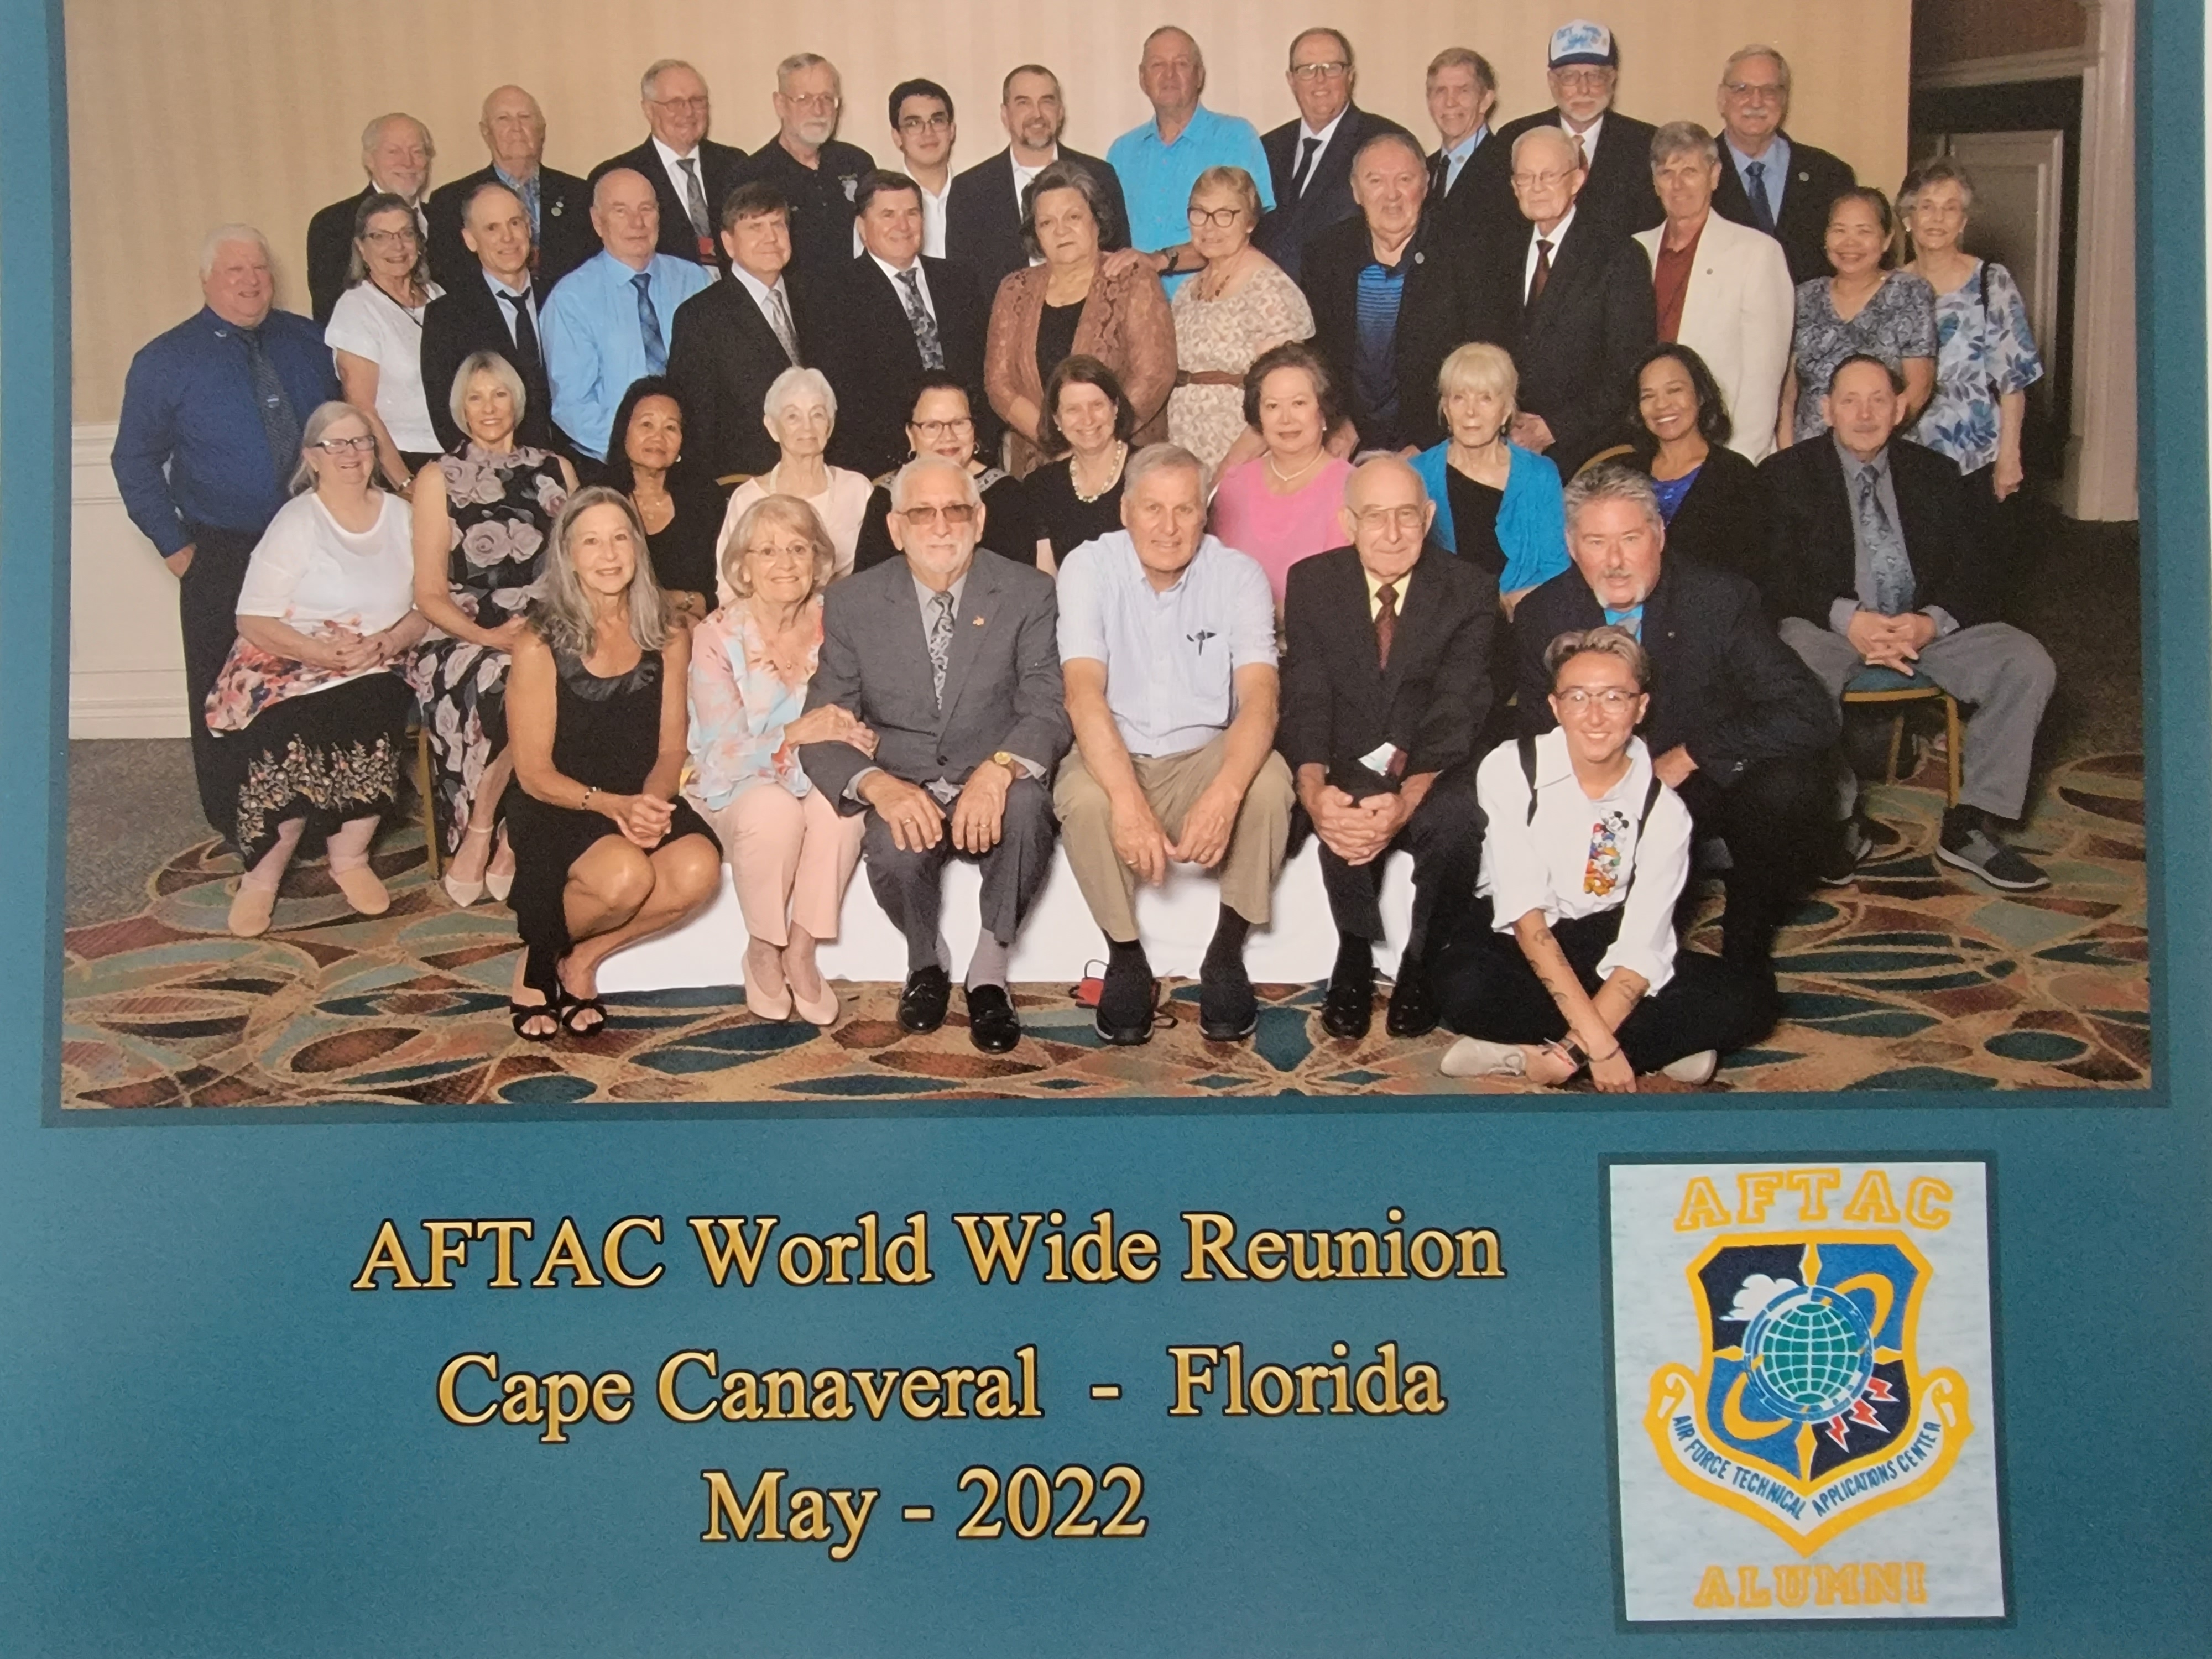 AFTAC World Wide Reunion
Cape Canaveral - Florida
May - 2022
AFTAC
AIR FORCE TECHNICAL APPLICATIONS CENTER
ALUMNI